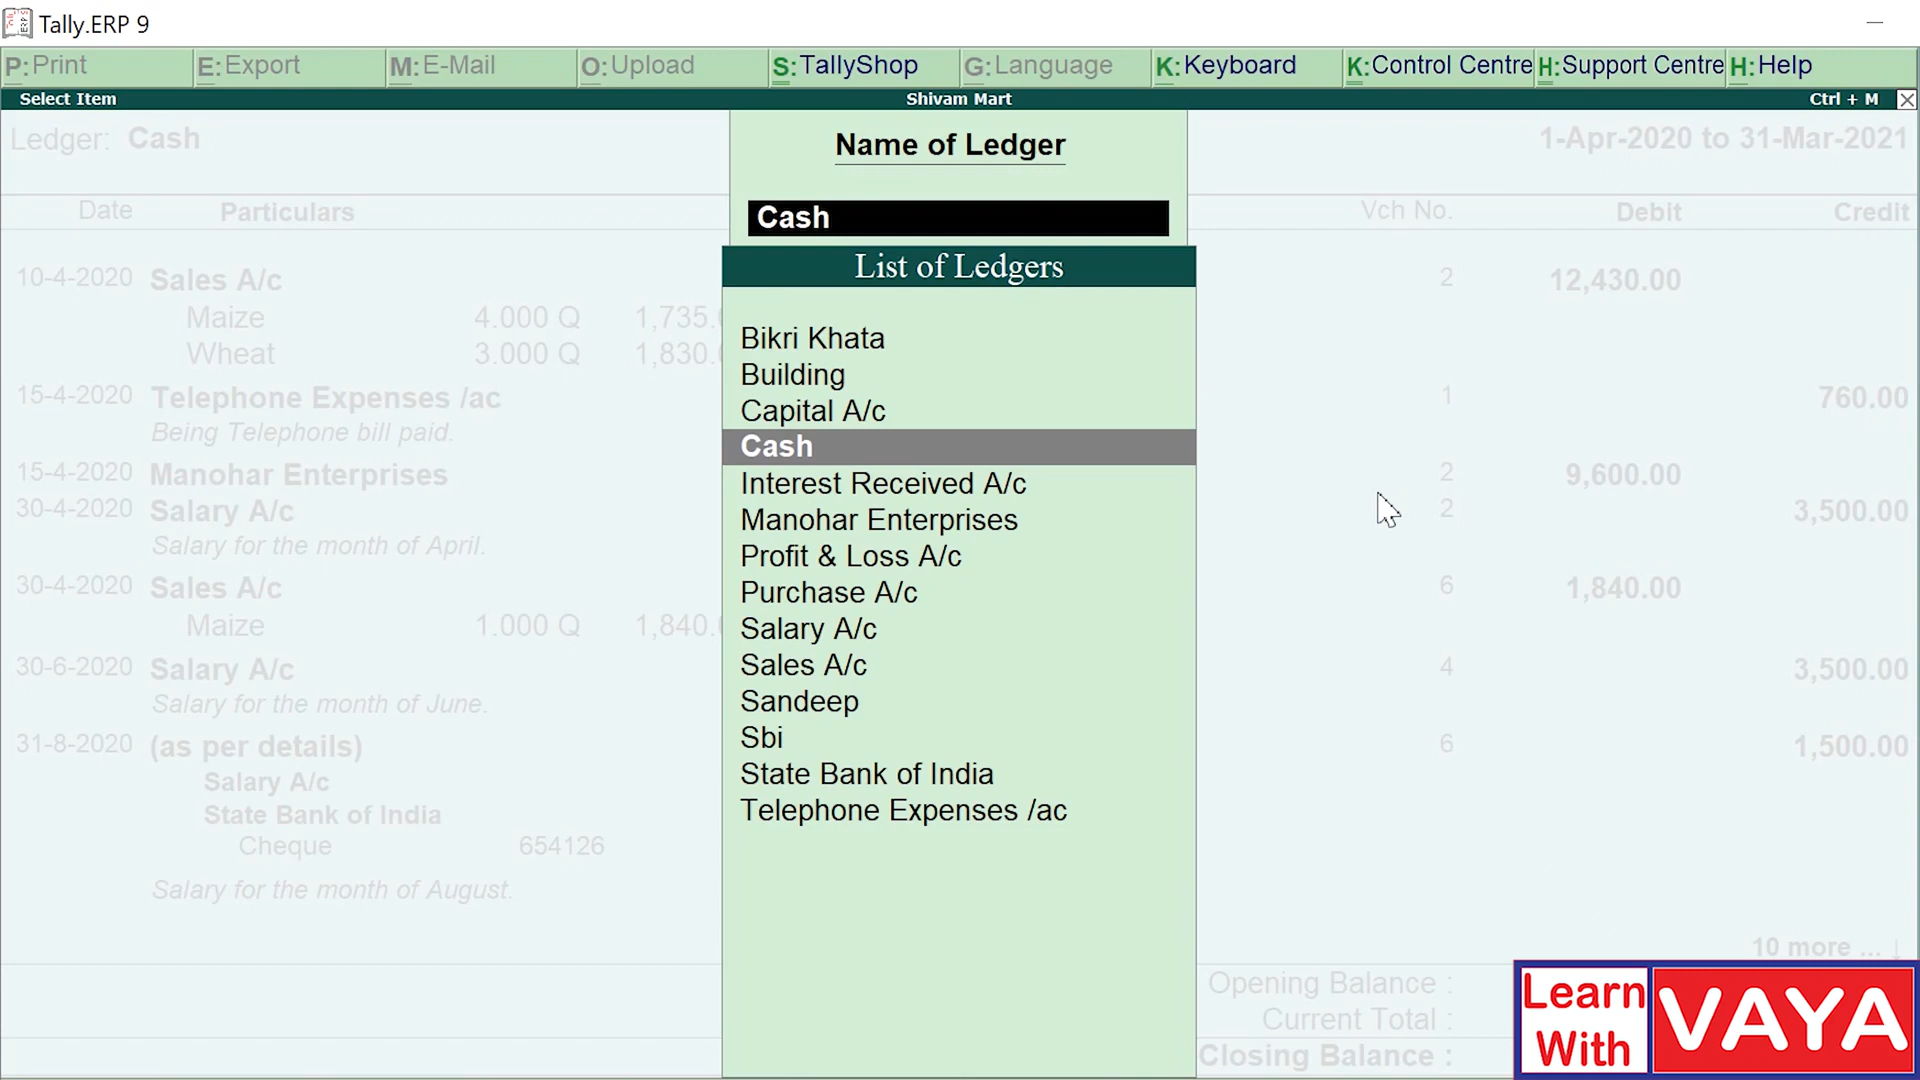 Tally.ERP 9
P:Print E:Export M:E-Mail O:Upload S:TallyShop G:Language K:Keyboard K:Control Centre H:Support Centre H:Help
Select Item Shivam Mart Ctrl + M
Ledger: Cash 1-Apr-2020 to 31-Mar-2021
Name of Ledger
Cash
List of Ledgers
Bikri Khata
Building
Capital A/c
Cash
Interest Received A/c
Manohar Enterprises
Profit & Loss A/c
Purchase A/c
Salary A/c
Sales A/c
Sandeep
Sbi
State Bank of India
Telephone Expenses /ac
Date Particulars Vch No. Debit Credit
10-4-2020 Sales A/c 2 12,430.00
Maize 4.000 Q 1,735.
Wheat 3.000 Q 1,830.
15-4-2020 Telephone Expenses /ac 1 760.00
Being Telephone bill paid.
15-4-2020 Manohar Enterprises 2 9,600.00
30-4-2020 Salary A/c 2 3,500.00
Salary for the month of April.
30-4-2020 Sales A/c 6 1,840.00
Maize 1.000 Q 1,840.
30-6-2020 Salary A/c 4 3,500.00
Salary for the month of June.
31-8-2020 (as per details) 6 1,500.00
Salary A/c
State Bank of India
Cheque 654126
Salary for the month of August.
10 more ... ↓
Opening Balance :
Current Total :
Closing Balance :
Learn
With
VAYA